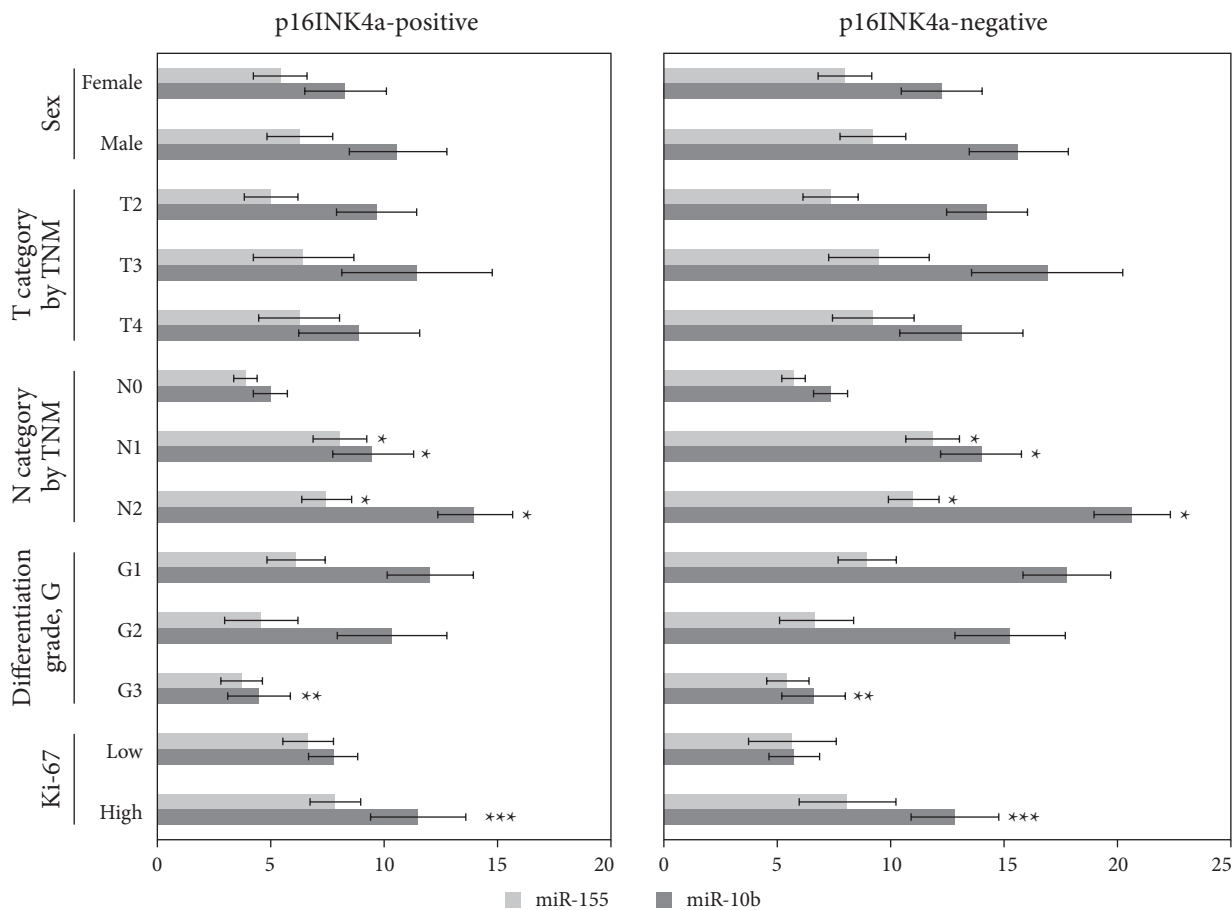 p16INK4a-positive
p16INK4a-negative
Sex
Female
Male
T category
by TNM
T2
T3
T4
N category
by TNM
N0
N1
*
*
*
*
N2
*
*
*
*
Differentiation
grade, G
G1
G2
G3
**
**
Ki-67
Low
High
***
***
0 5 10 15 20
0 5 10 15 20 25
miR-155 miR-10b